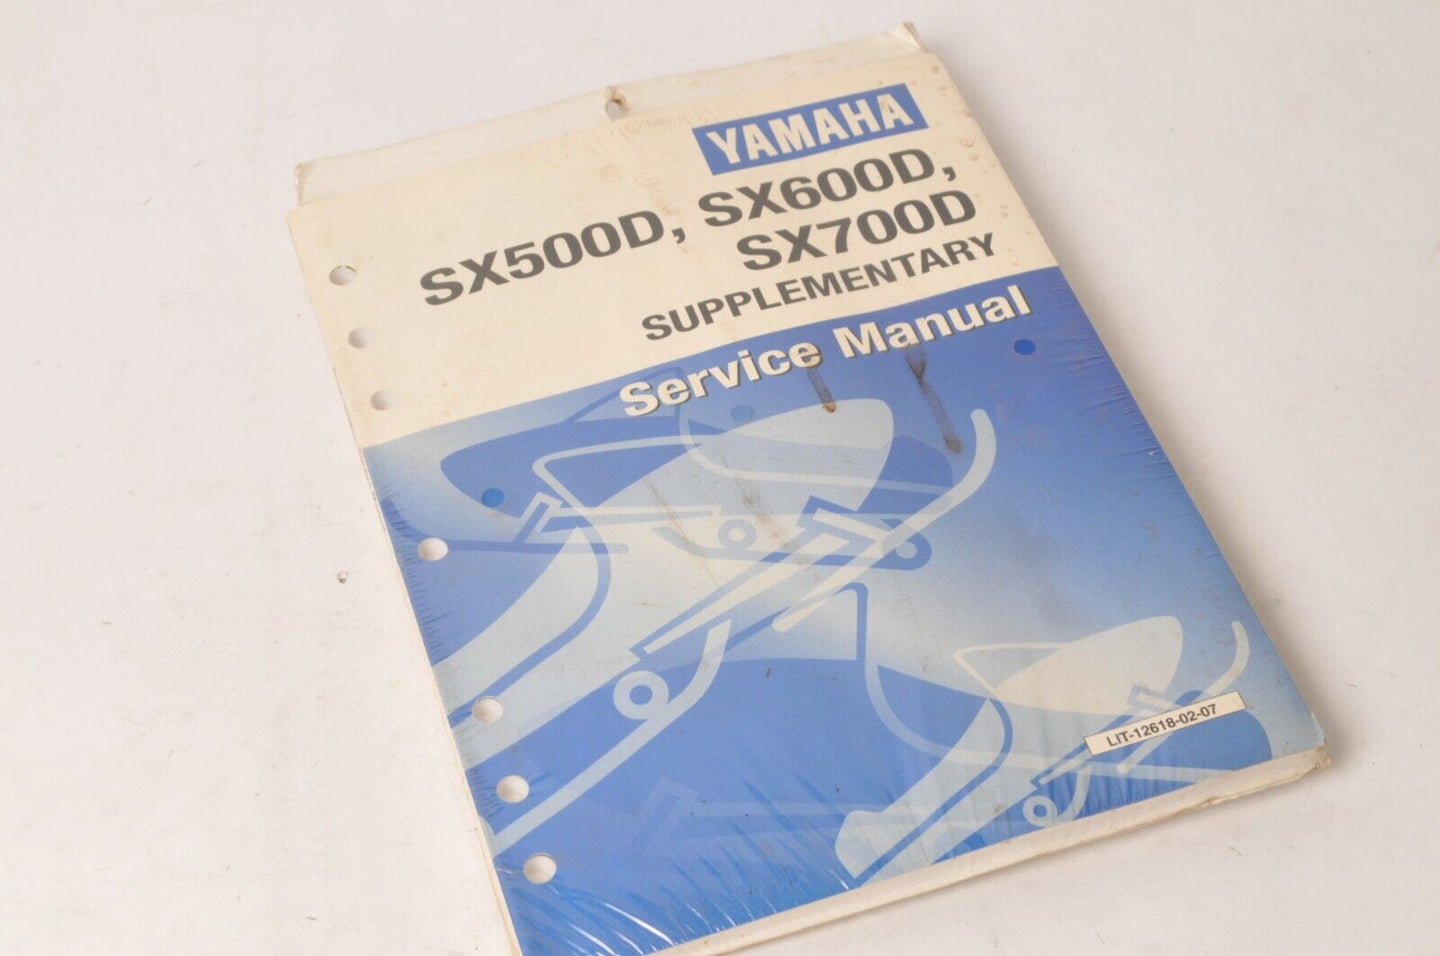 YAMAHA
SX500D, SX600D,
SX700D
SUPPLEMENTARY
Service Manual
LIT-12618-02-07